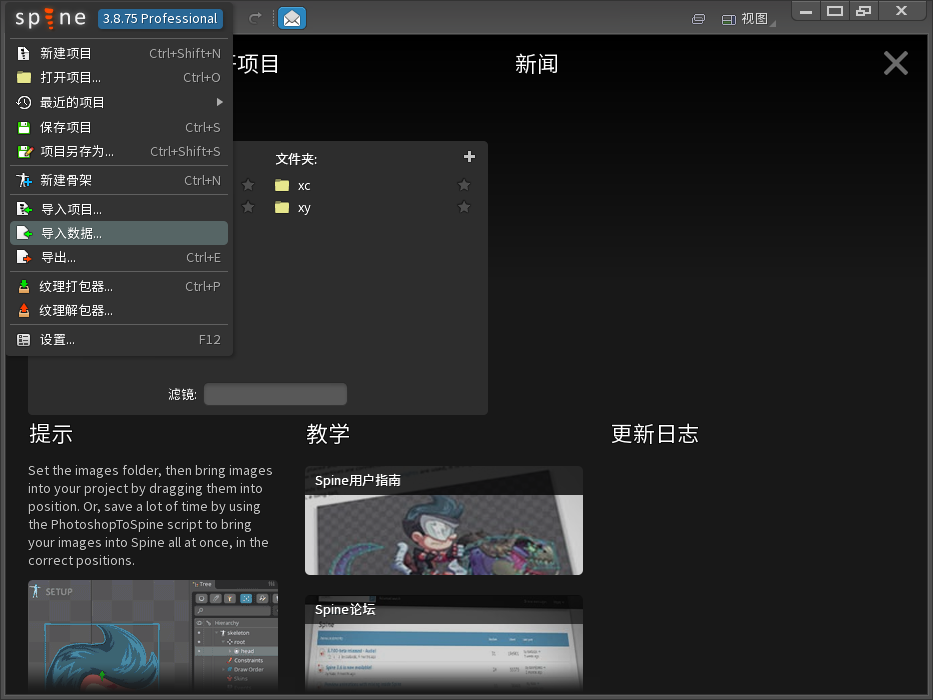 spine 3.8.75 Professional
视图
新建项目 Ctrl+Shift+N
打开项目... Ctrl+O
最近的项目
保存项目 Ctrl+S
项目另存为... Ctrl+Shift+S
新建骨架 Ctrl+N
导入项目...
导入数据...
导出... Ctrl+E
纹理打包器... Ctrl+P
纹理解包器...
设置... F12
项目
新闻
文件夹:
xc
xy
滤镜:
提示
Set the images folder, then bring images
into your project by dragging them into
position. Or, save a lot of time by using
the PhotoshopToSpine script to bring
your images into Spine all at once, in the
correct positions.
SETUP
Tree
Hierarchy
skeleton
root
head
Constraints
Draw Order
Skins
教学
Spine用户指南
Spine论坛
更新日志